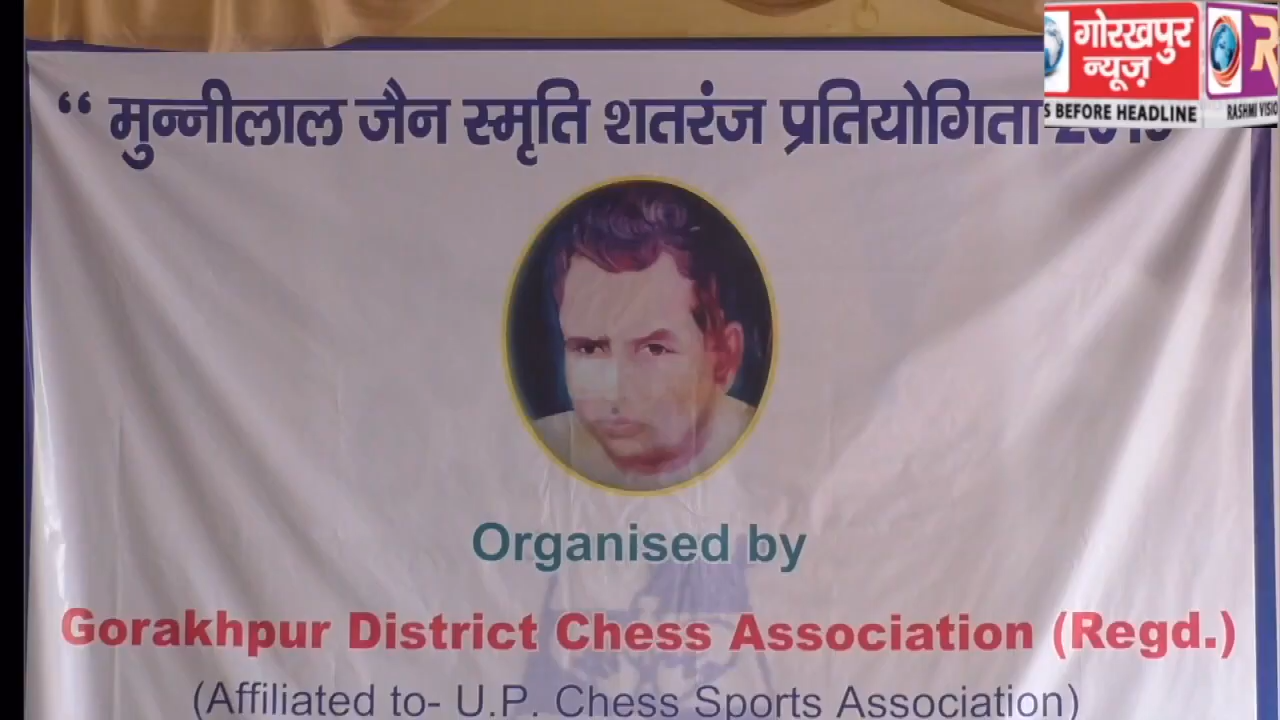 गोरखपुर
न्यूज़
S BEFORE HEADLINE
R
RASHMI VISIO
“ मुन्नीलाल जैन स्मृति शतरंज प्रतियोगिता
Organised by
Gorakhpur District Chess Association (Regd.)
(Affiliated to- U.P. Chess Sports Association)